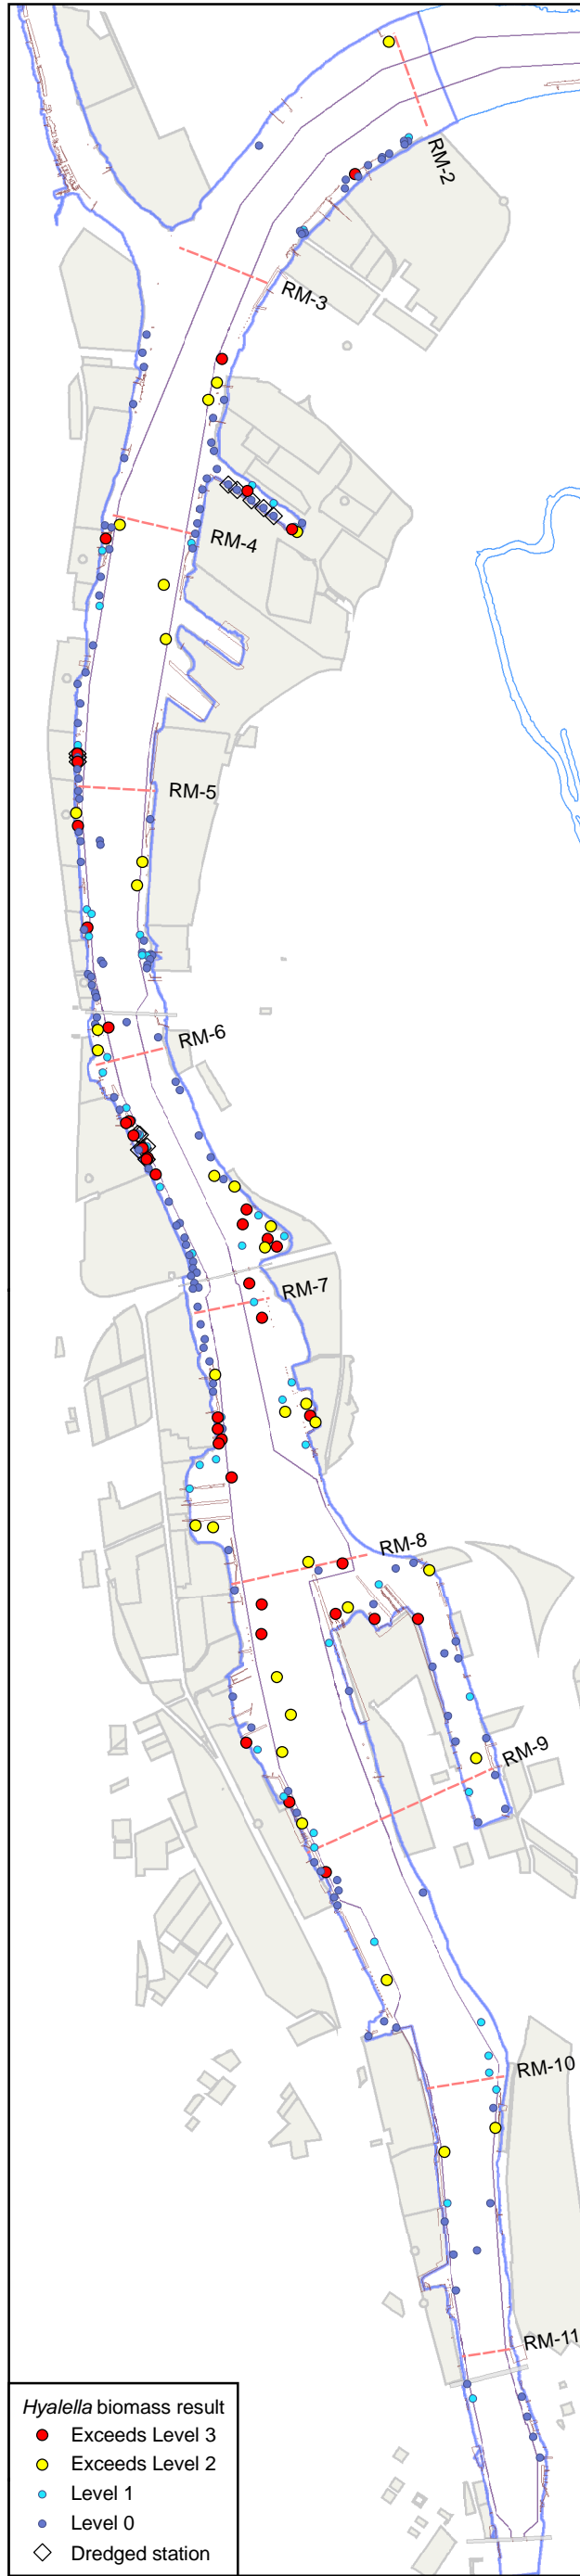 RM-2
RM-3
RM-4
RM-5
RM-6
RM-7
RM-8
RM-9
RM-10
RM-11
Hyalella biomass result
Exceeds Level 3
Exceeds Level 2
Level 1
Level 0
Dredged station